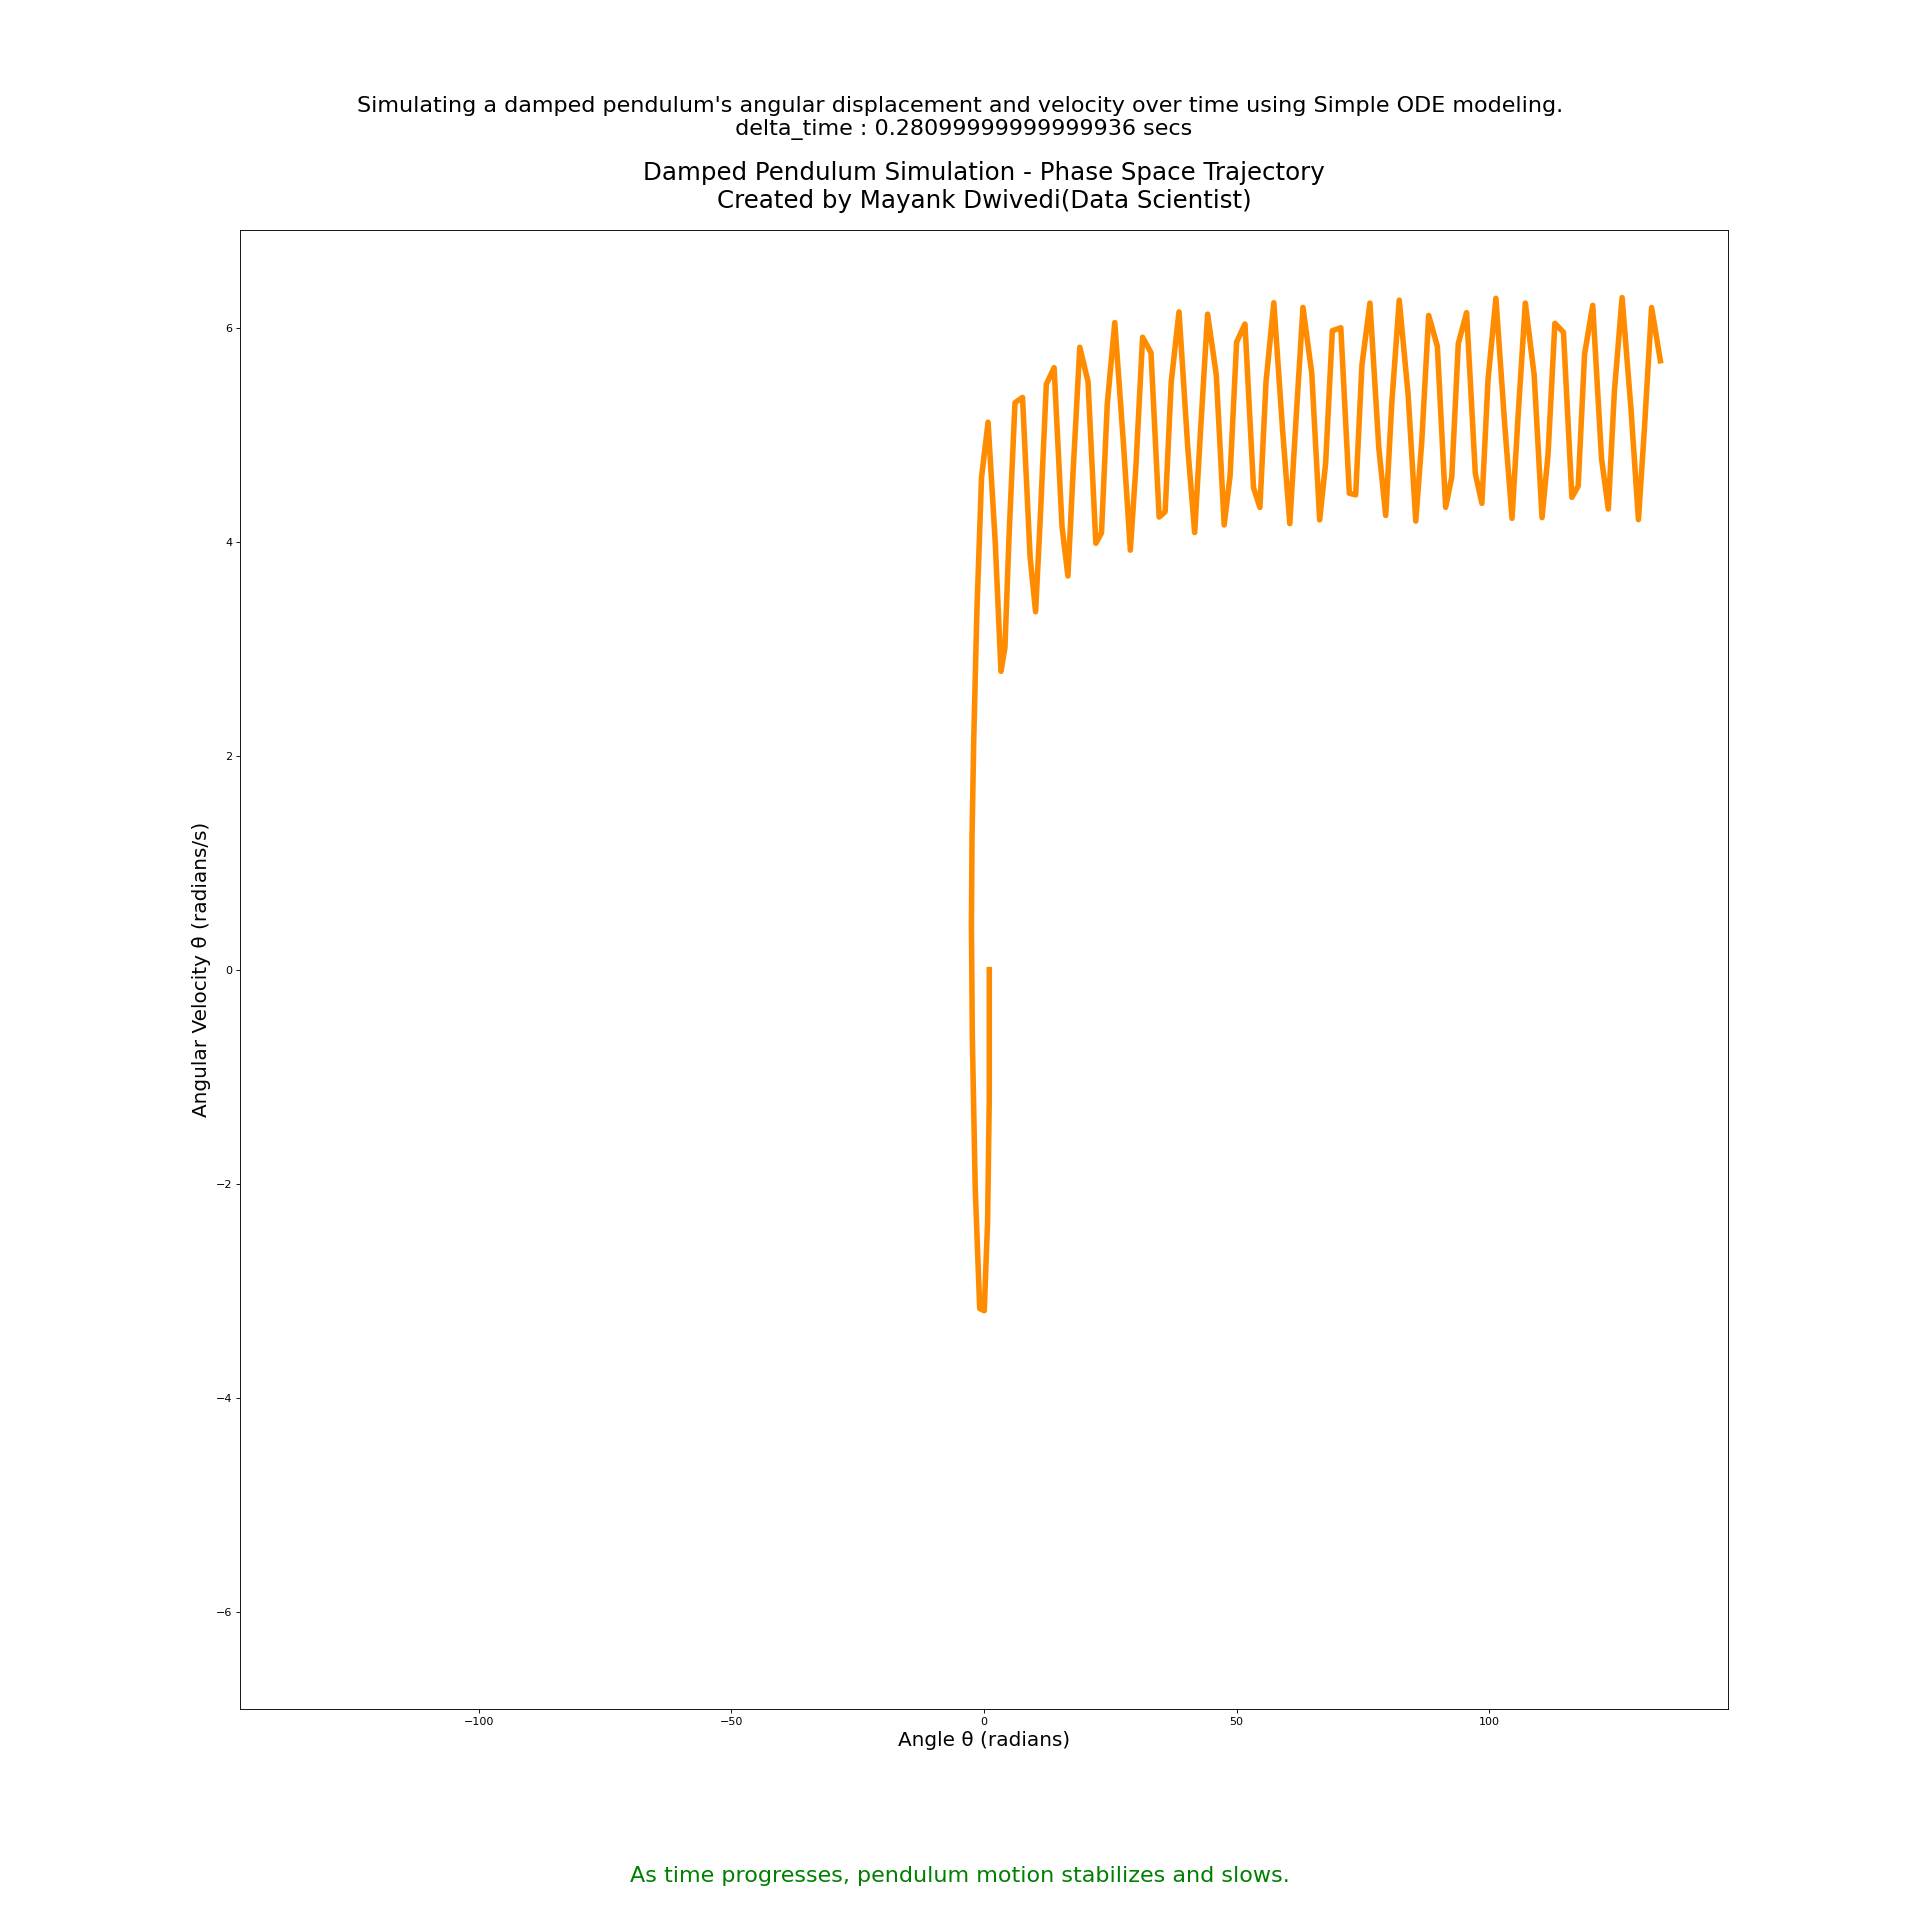 Simulating a damped pendulum's angular displacement and velocity over time using Simple ODE modeling.
delta_time : 0.28099999999999936 secs
Damped Pendulum Simulation - Phase Space Trajectory
Created by Mayank Dwivedi(Data Scientist)
6
4
2
0
−2
−4
−6
Angular Velocity θ̇ (radians/s)
−100
−50
0
50
100
Angle θ (radians)
As time progresses, pendulum motion stabilizes and slows.